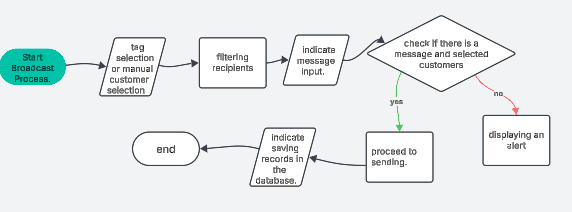 Start
Broadcast
Process.
tag
selection
or manual
customer
selection
filtering
recipients
indicate
message
input.
check if there is a
message and selected
customers
yes
no
displaying an
alert
proceed to
sending.
indicate
saving
records in
the
database.
end